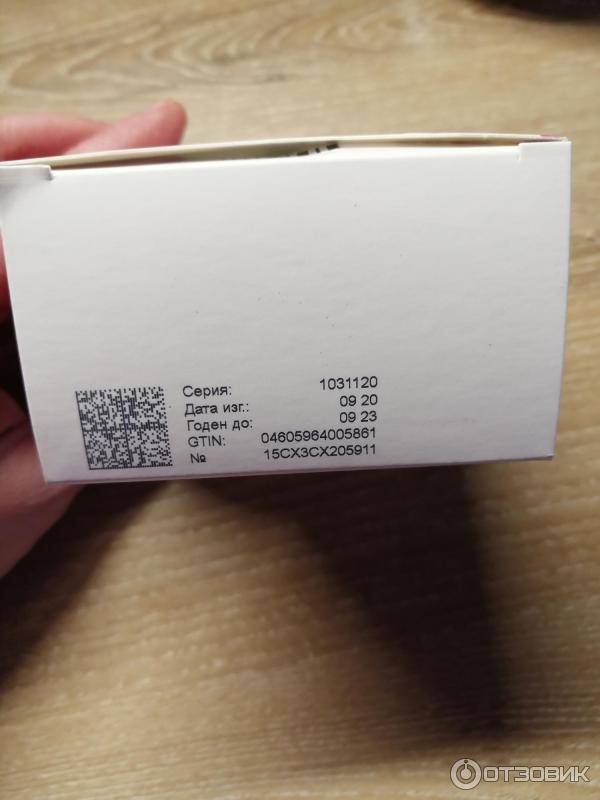 Серия: 1031120
Дата изг.: 09 20
Годен до: 09 23
GTIN: 04605964005861
№ 15CX3CX205911
ОТЗОВИК